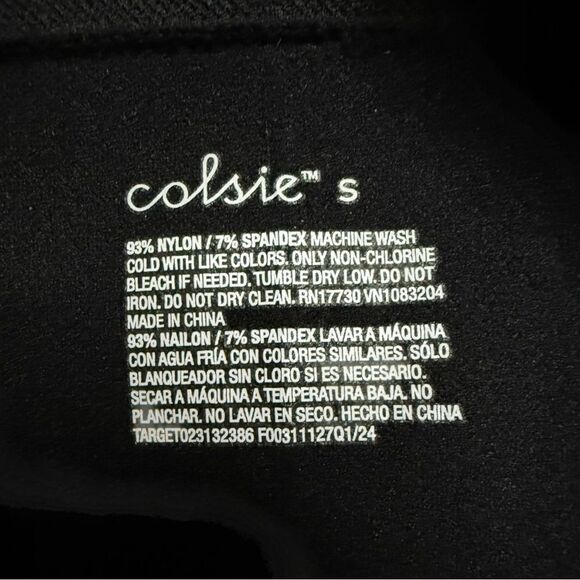 colsie™ s
93% NYLON / 7% SPANDEX MACHINE WASH
COLD WITH LIKE COLORS. ONLY NON-CHLORINE
BLEACH IF NEEDED. TUMBLE DRY LOW. DO NOT
IRON. DO NOT DRY CLEAN. RN17730 VN1083204
MADE IN CHINA
93% NAILON / 7% SPANDEX LAVAR A MÁQUINA
CON AGUA FRÍA CON COLORES SIMILARES. SÓLO
BLANQUEADOR SIN CLORO SI ES NECESARIO.
SECAR A MÁQUINA A TEMPERATURA BAJA. NO
PLANCHAR. NO LAVAR EN SECO. HECHO EN CHINA
TARGET023132386 F00311127Q1/24